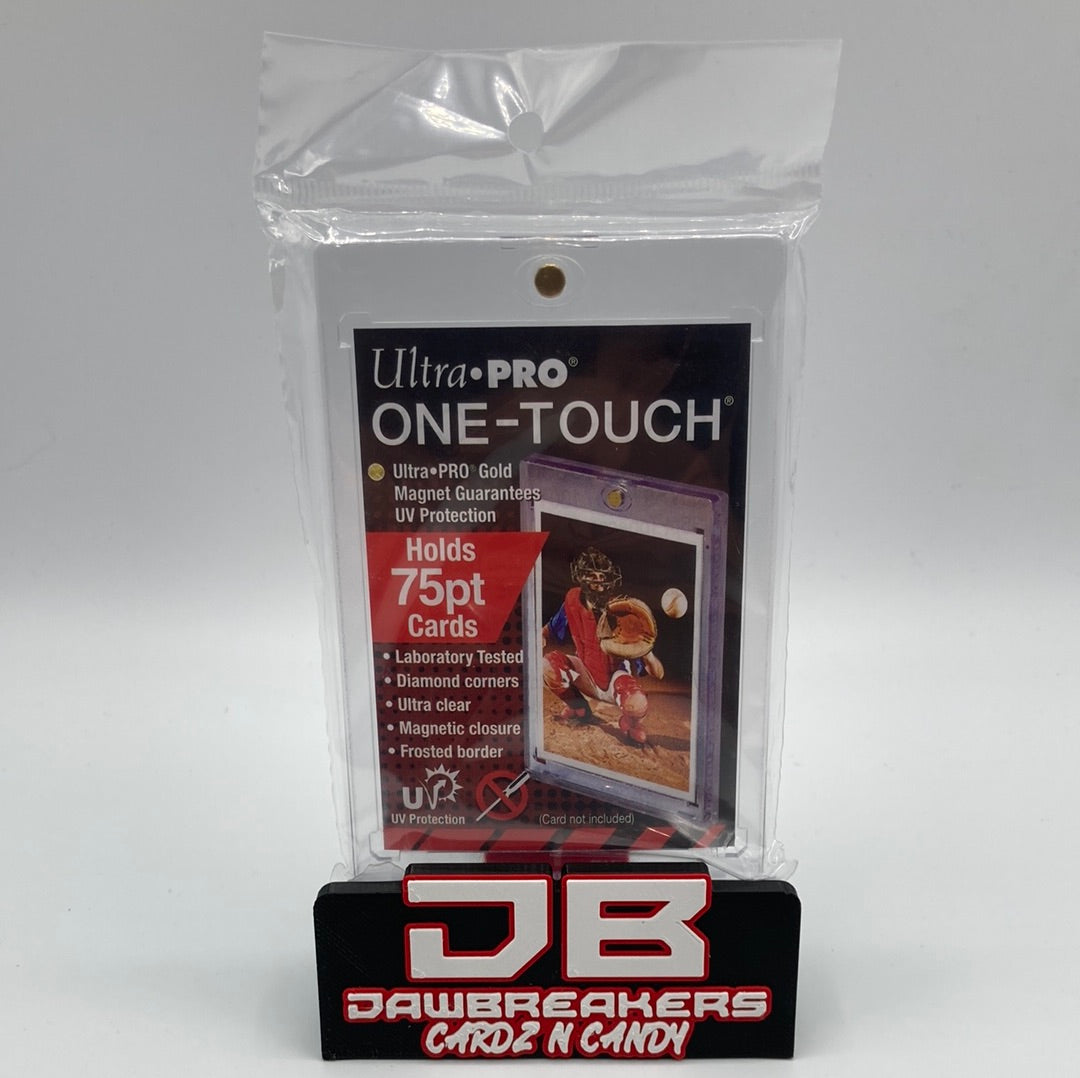 Ultra•PRO®
ONE-TOUCH®
Ultra•PRO® Gold
Magnet Guarantees
UV Protection
Holds
75pt
Cards
• Laboratory Tested
• Diamond corners
• Ultra clear
• Magnetic closure
• Frosted border
UV
UV Protection
(Card not included)
JB
JAWBREAKERS
CARDZ N CANDY